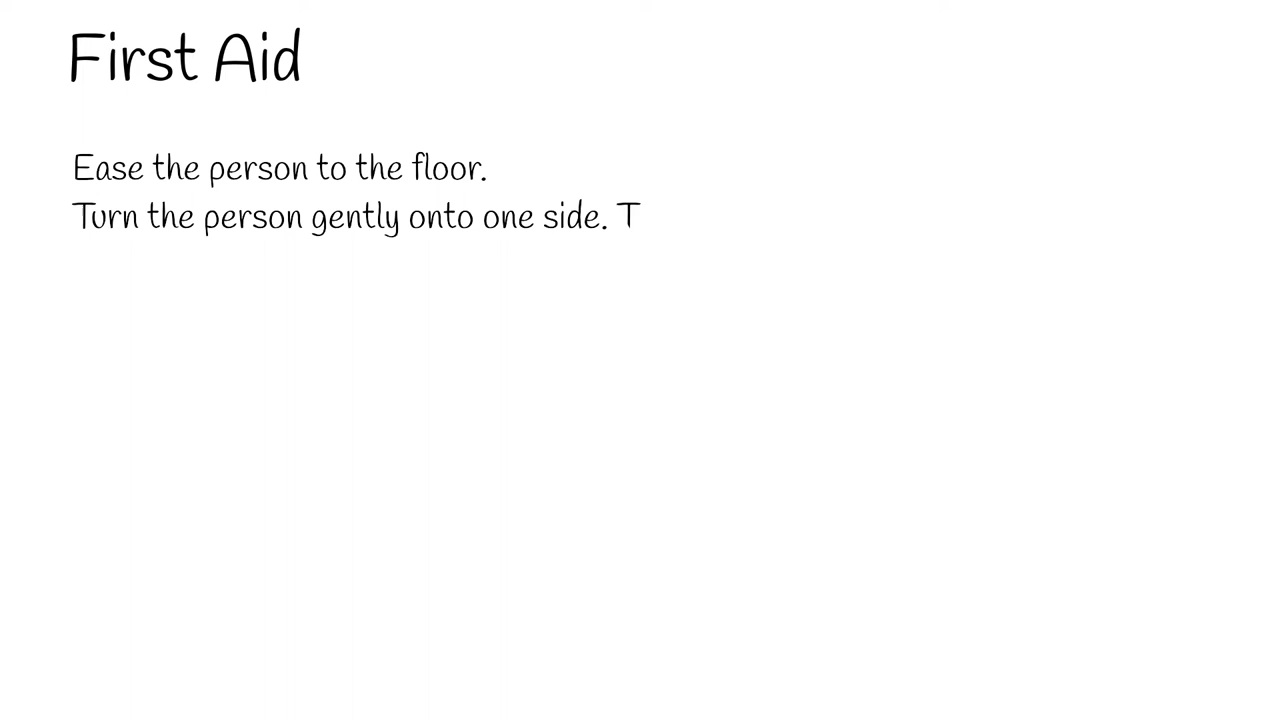 First Aid
Ease the person to the floor.
Turn the person gently onto one side. T